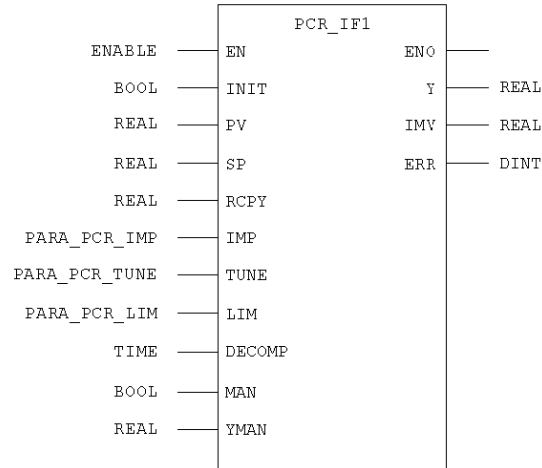 PCR_IF1
ENABLE EN ENO
BOOL INIT Y REAL
REAL PV IMV REAL
REAL SP ERR DINT
REAL RCPY
PARA_PCR_IMP IMP
PARA_PCR_TUNE TUNE
PARA_PCR_LIM LIM
TIME DECOMP
BOOL MAN
REAL YMAN